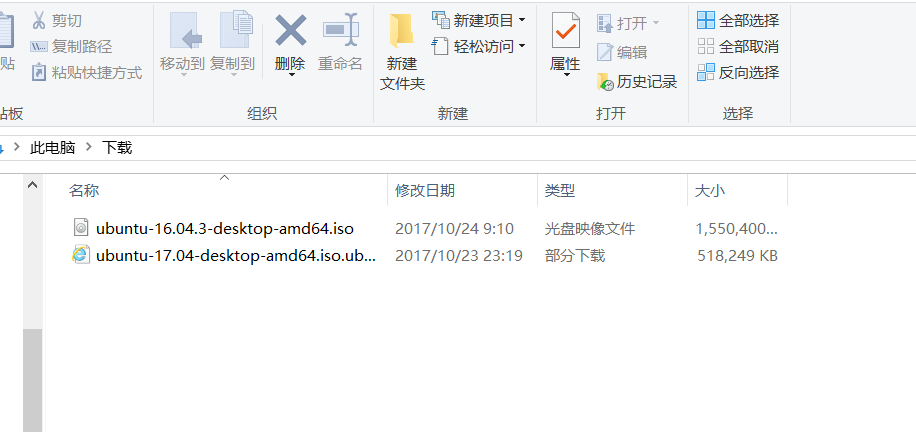 剪切
复制路径
贴 粘贴快捷方式
移动到 复制到 删除 重命名
新建
文件夹
新建项目
轻松访问
属性
打开
编辑
历史记录
全部选择
全部取消
反向选择
贴板 组织 新建 打开 选择
此电脑 下载
名称 修改日期 类型 大小
ubuntu-16.04.3-desktop-amd64.iso 2017/10/24 9:10 光盘映像文件 1,550,400...
ubuntu-17.04-desktop-amd64.iso.ub... 2017/10/23 23:19 部分下载 518,249 KB